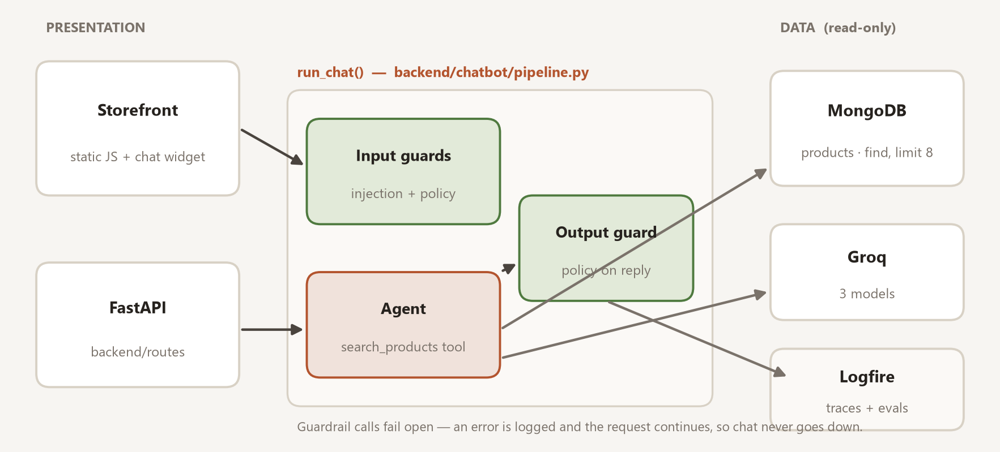 PRESENTATION
DATA (read-only)
run_chat() — backend/chatbot/pipeline.py
Storefront
static JS + chat widget
Input guards
injection + policy
MongoDB
products · find, limit 8
Output guard
policy on reply
Groq
3 models
FastAPI
backend/routes
Agent
search_products tool
Logfire
traces + evals
Guardrail calls fail open — an error is logged and the request continues, so chat never goes down.